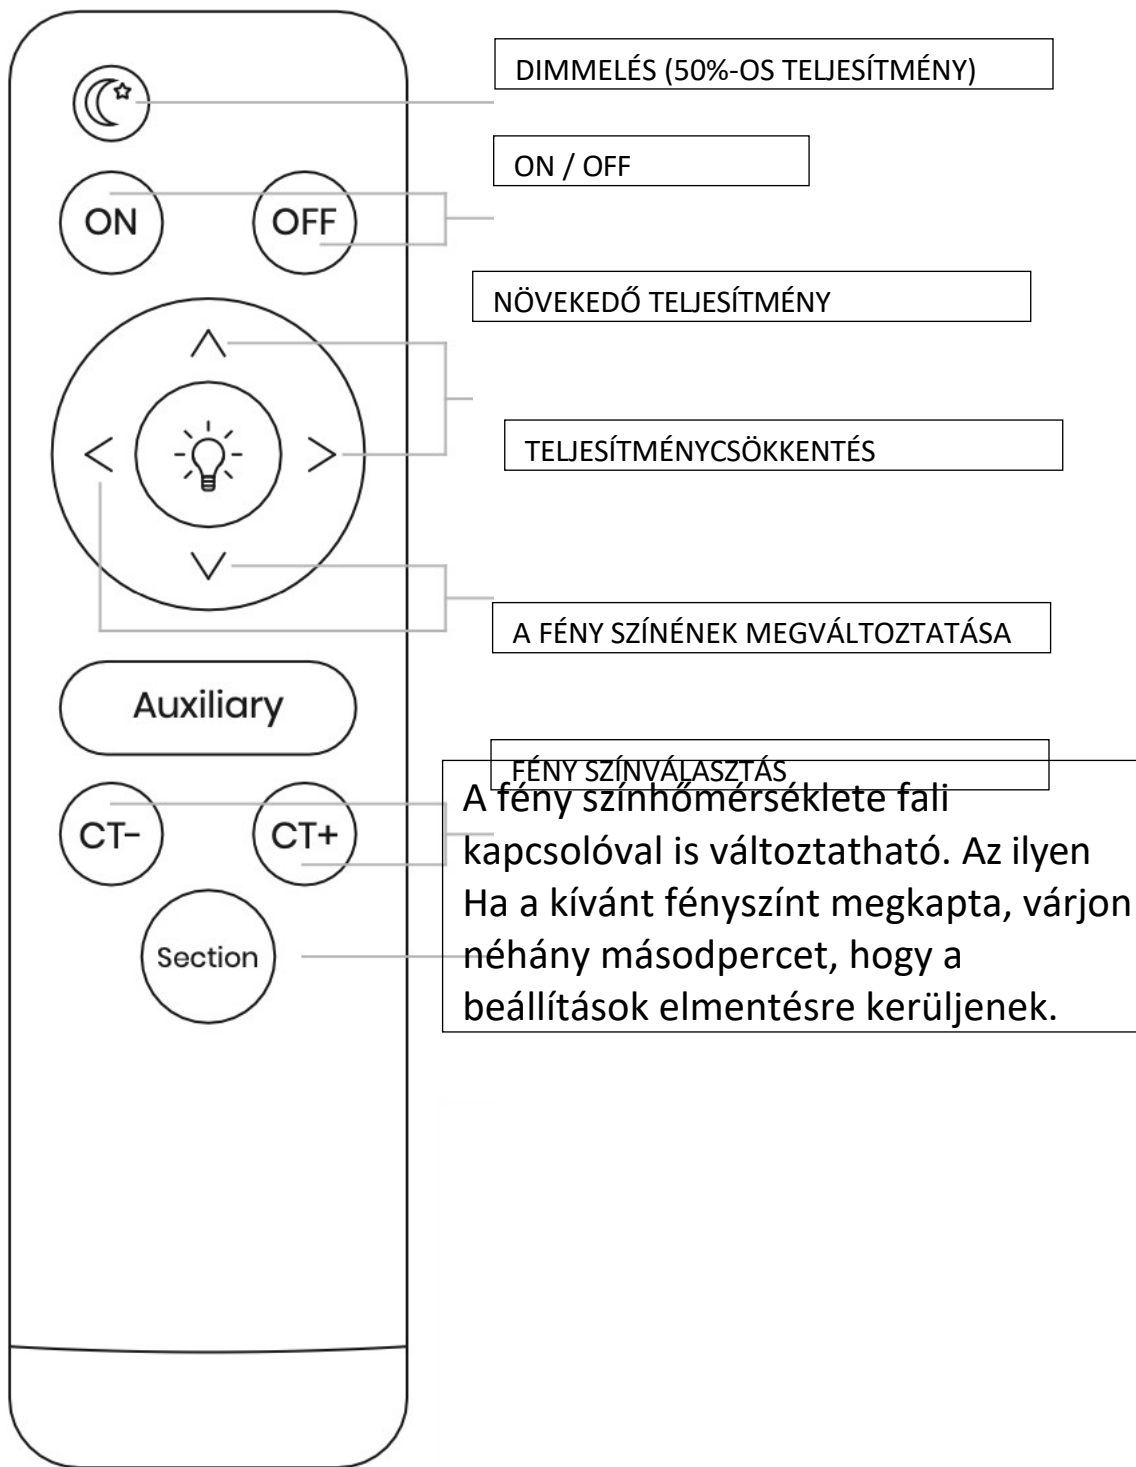 DIMMELÉS (50%-OS TELJESÍTMÉNY)
ON / OFF
ON
OFF
NÖVEKEDŐ TELJESÍTMÉNY
TELJESÍTMÉNYCSÖKKENTÉS
A FÉNY SZÍNÉNEK MEGVÁLTOZTATÁSA
Auxiliary
FÉNY SZÍNVÁLASZTÁS
CT-
CT+
Section
A fény színhőmérséklete fali
kapcsolóval is változtatható. Az ilyen
Ha a kívánt fényszínt megkapta, várjon
néhány másodpercet, hogy a
beállítások elmentésre kerüljenek.